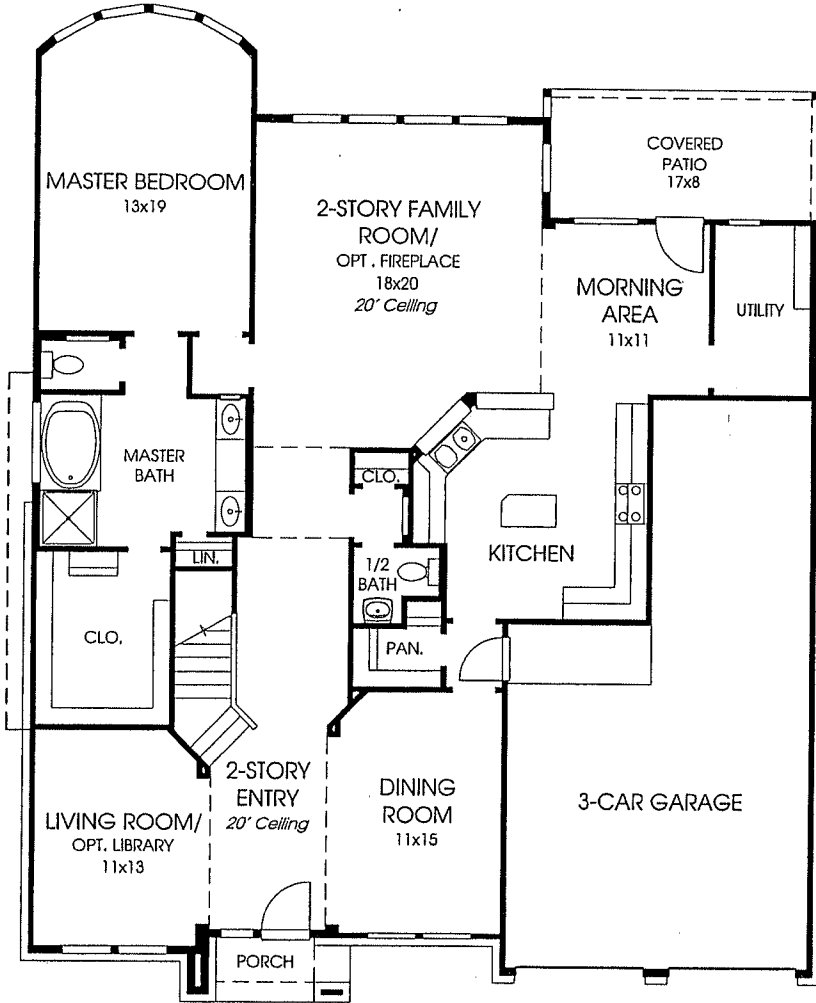 COVERED
PATIO
17x8
MASTER BEDROOM
13x19
2-STORY FAMILY
ROOM/
OPT. FIREPLACE
18x20
20' Ceiling
MORNING
AREA
11x11
UTILITY
MASTER
BATH
CLO.
LIN.
1/2
BATH
KITCHEN
CLO.
PAN.
2-STORY
ENTRY
20' Ceiling
DINING
ROOM
11x15
3-CAR GARAGE
LIVING ROOM/
OPT. LIBRARY
11x13
PORCH